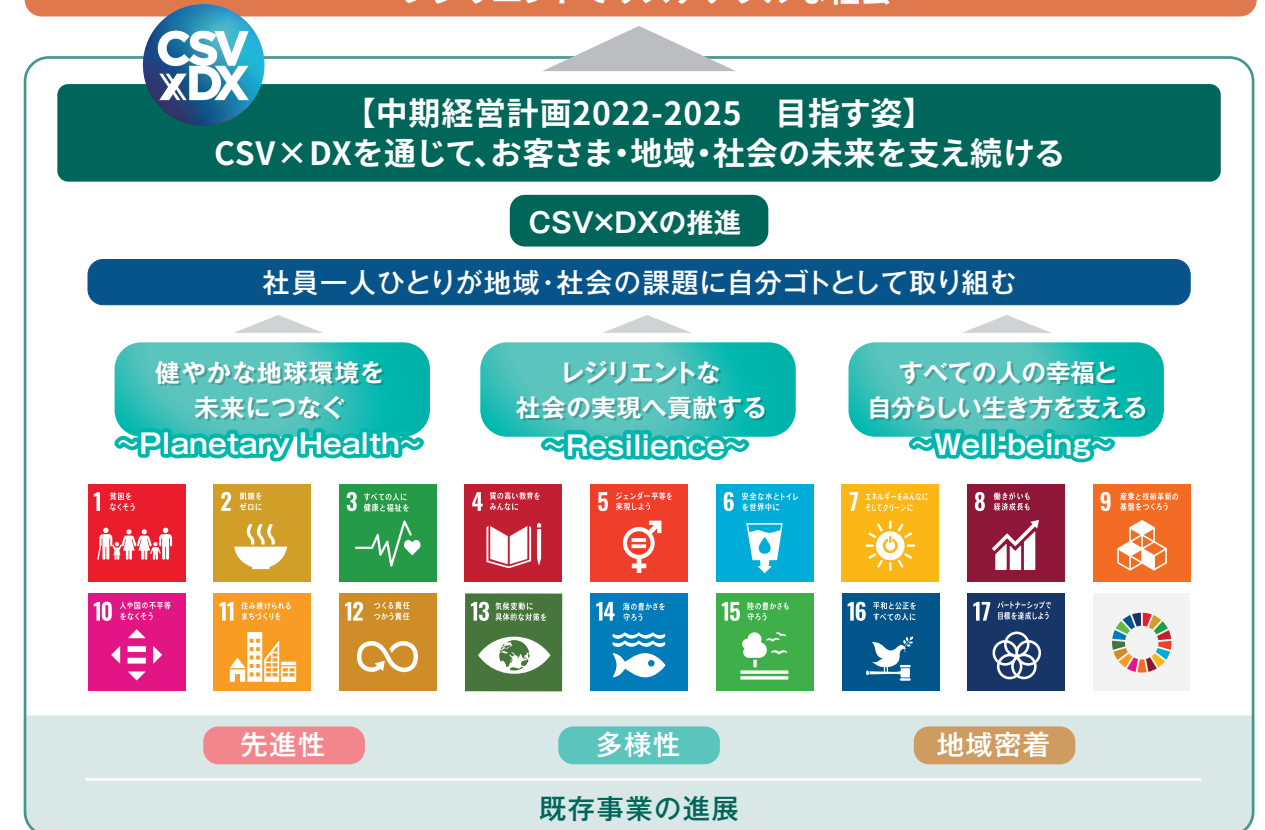 レジリエントでサステナブルな社会
CSV
×DX
【中期経営計画2022-2025 目指す姿】
CSV×DXを通じて、お客さま・地域・社会の未来を支え続ける
CSV×DXの推進
社員一人ひとりが地域・社会の課題に自分ゴトとして取り組む
健やかな地球環境を
未来につなぐ
~Planetary Health~
レジリエントな
社会の実現へ貢献する
~Resilience~
すべての人の幸福と
自分らしい生き方を支える
~Well-being~
1 貧困を
なくそう
2 飢餓を
ゼロに
3 すべての人に
健康と福祉を
4 質の高い教育を
みんなに
5 ジェンダー平等を
実現しよう
6 安全な水とトイレ
を世界中に
7 エネルギーをみんなに
そしてクリーンに
8 働きがいも
経済成長も
9 産業と技術革新の
基盤をつくろう
10 人や国の不平等
をなくそう
11 住み続けられる
まちづくりを
12 つくる責任
つかう責任
13 気候変動に
具体的な対策を
14 海の豊かさを
守ろう
15 陸の豊かさも
守ろう
16 平和と公正を
すべての人に
17 パートナーシップで
目標を達成しよう
先進性
多様性
地域密着
既存事業の進展